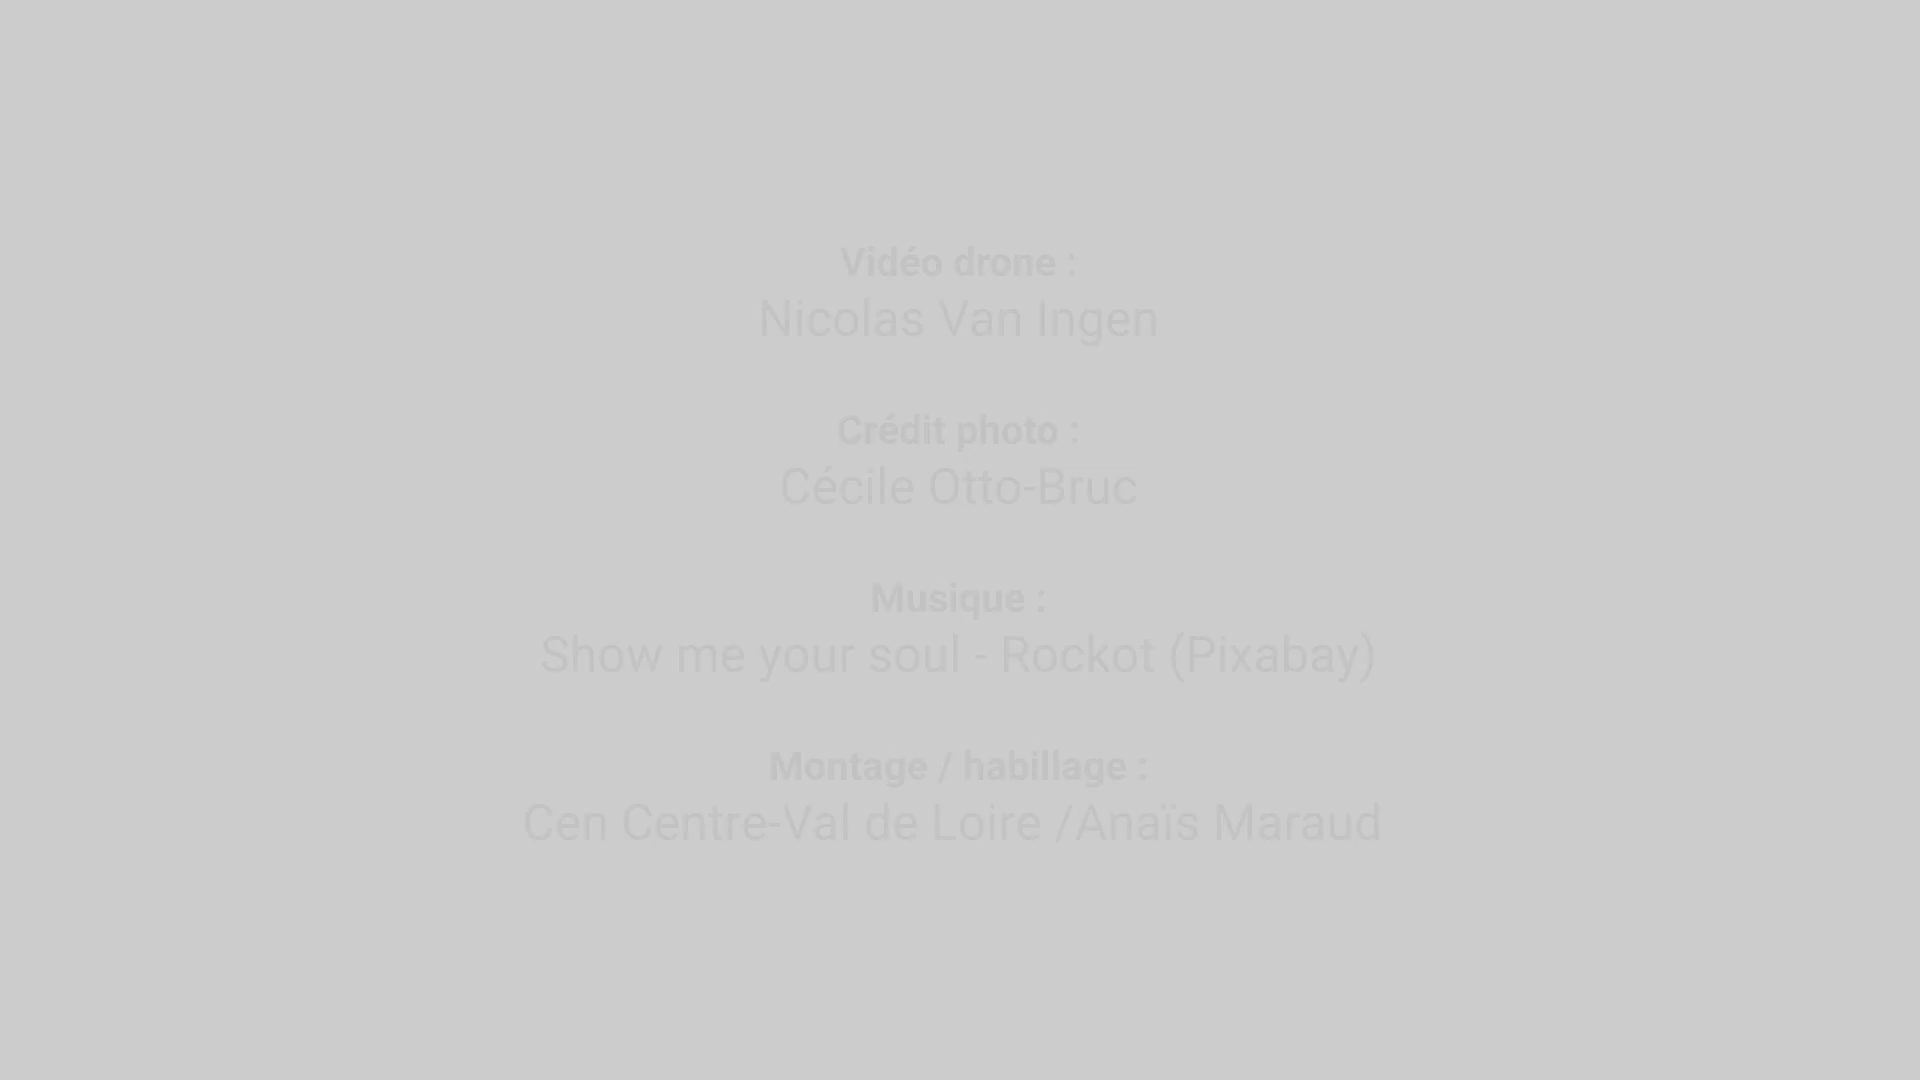 Vidéo drone :
Nicolas Van Ingen
Crédit photo :
Cécile Otto-Bruc
Musique :
Show me your soul - Rockot (Pixabay)
Montage / habillage :
Cen Centre-Val de Loire /Anaïs Maraud